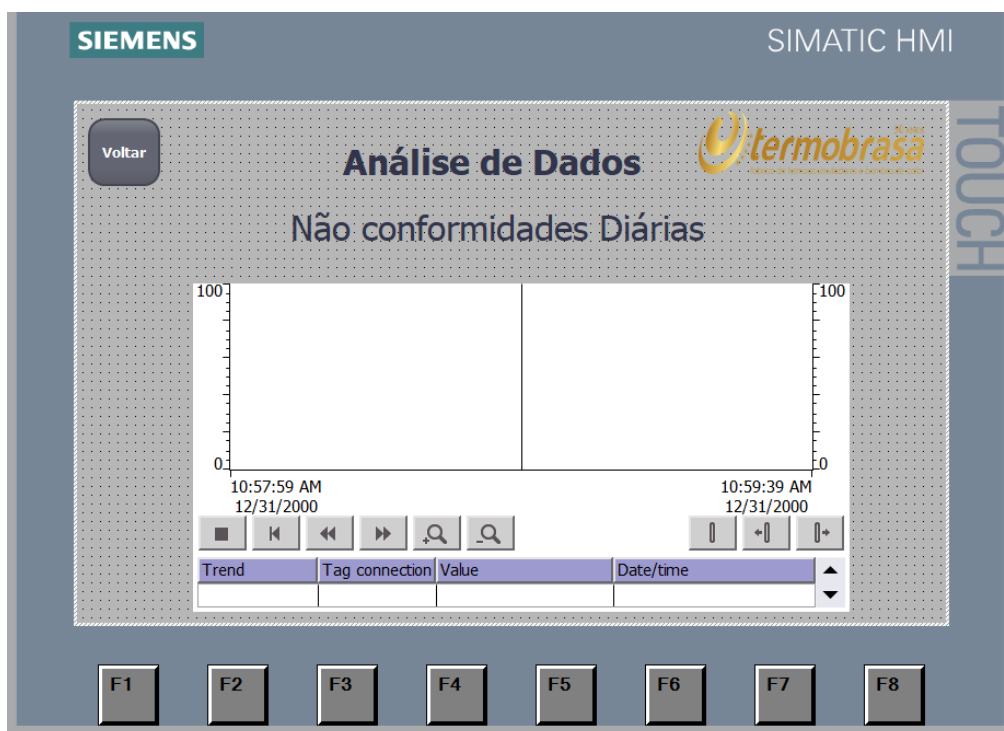 SIEMENS
SIMATIC HMI
TOUCH
Voltar
termobrasa
Análise de Dados
Não conformidades Diárias
100
100
0
0
10:57:59 AM
10:59:39 AM
12/31/2000
12/31/2000
Trend Tag connection Value Date/time
F1 F2 F3 F4 F5 F6 F7 F8